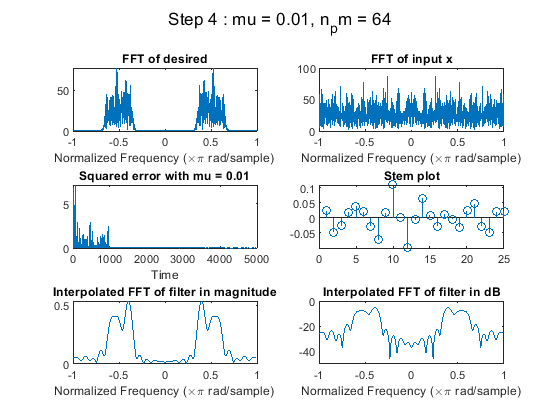 Step 4 : mu = 0.01, n_pm = 64
FFT of desired
50
0
-1 -0.5 0 0.5 1
Normalized Frequency (×π rad/sample)
FFT of input x
100
50
0
-1 -0.5 0 0.5 1
Normalized Frequency (×π rad/sample)
Squared error with mu = 0.01
5
0
0 1000 2000 3000 4000 5000
Time
Stem plot
0.1
0.05
0
-0.05
0 5 10 15 20 25
Interpolated FFT of filter in magnitude
0.5
0
-1 -0.5 0 0.5 1
Normalized Frequency (×π rad/sample)
Interpolated FFT of filter in dB
0
-20
-40
-1 -0.5 0 0.5 1
Normalized Frequency (×π rad/sample)